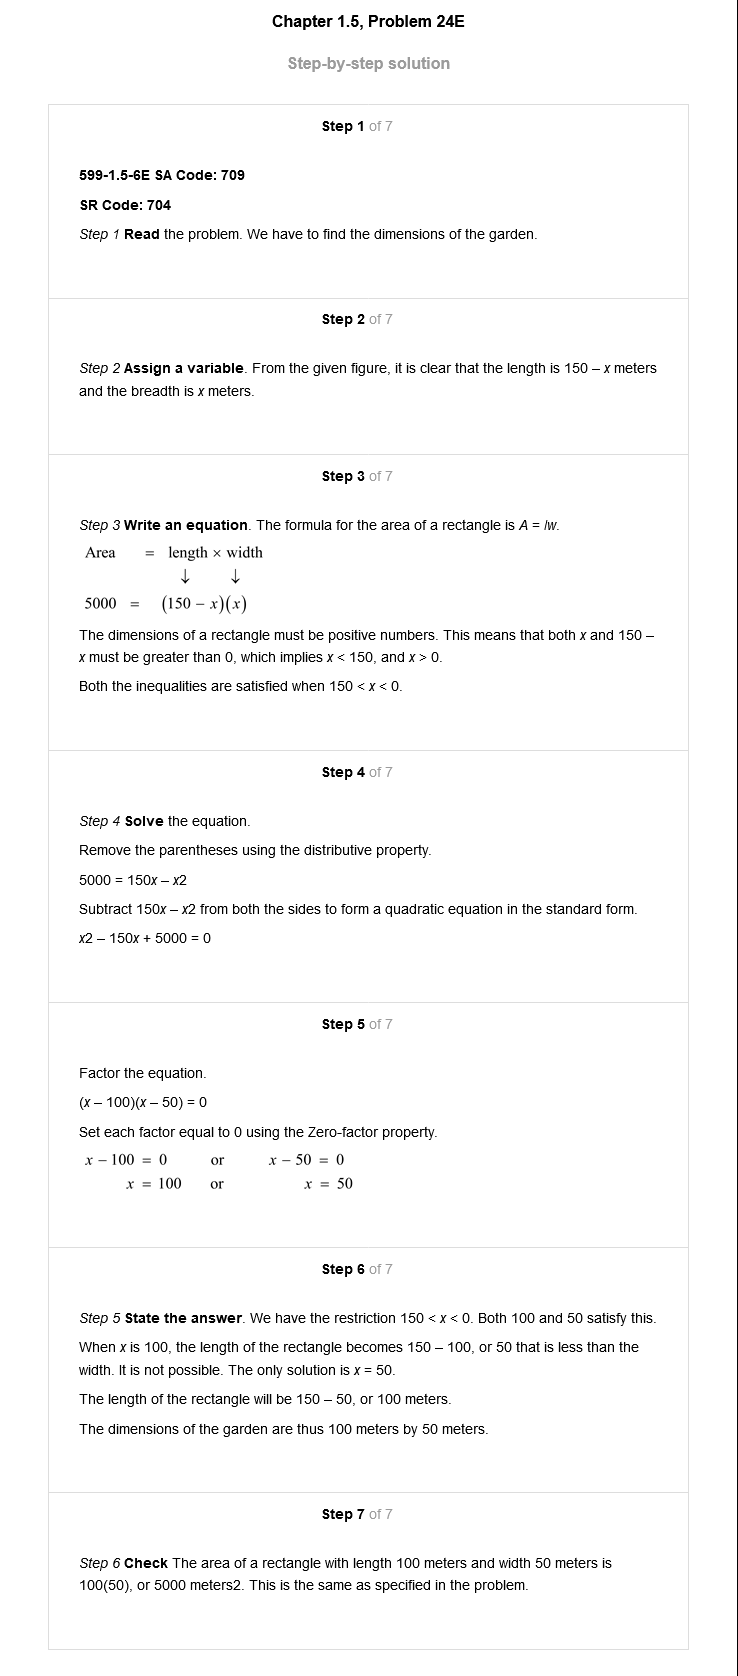 Chapter 1.5, Problem 24E
Step-by-step solution
Step 1 of 7
599-1.5-6E SA Code: 709
SR Code: 704
Step 1 Read the problem. We have to find the dimensions of the garden.
Step 2 of 7
Step 2 Assign a variable. From the given figure, it is clear that the length is 150 – x meters
and the breadth is x meters.
Step 3 of 7
Step 3 Write an equation. The formula for the area of a rectangle is A = lw.
Area = length × width
↓ ↓
5000 = (150 − x)(x)
The dimensions of a rectangle must be positive numbers. This means that both x and 150 –
x must be greater than 0, which implies x < 150, and x > 0.
Both the inequalities are satisfied when 150 < x < 0.
Step 4 of 7
Step 4 Solve the equation.
Remove the parentheses using the distributive property.
5000 = 150x – x2
Subtract 150x – x2 from both the sides to form a quadratic equation in the standard form.
x2 – 150x + 5000 = 0
Step 5 of 7
Factor the equation.
(x – 100)(x – 50) = 0
Set each factor equal to 0 using the Zero-factor property.
x − 100 = 0 or x − 50 = 0
x = 100 or x = 50
Step 6 of 7
Step 5 State the answer. We have the restriction 150 < x < 0. Both 100 and 50 satisfy this.
When x is 100, the length of the rectangle becomes 150 – 100, or 50 that is less than the
width. It is not possible. The only solution is x = 50.
The length of the rectangle will be 150 – 50, or 100 meters.
The dimensions of the garden are thus 100 meters by 50 meters.
Step 7 of 7
Step 6 Check The area of a rectangle with length 100 meters and width 50 meters is
100(50), or 5000 meters2. This is the same as specified in the problem.